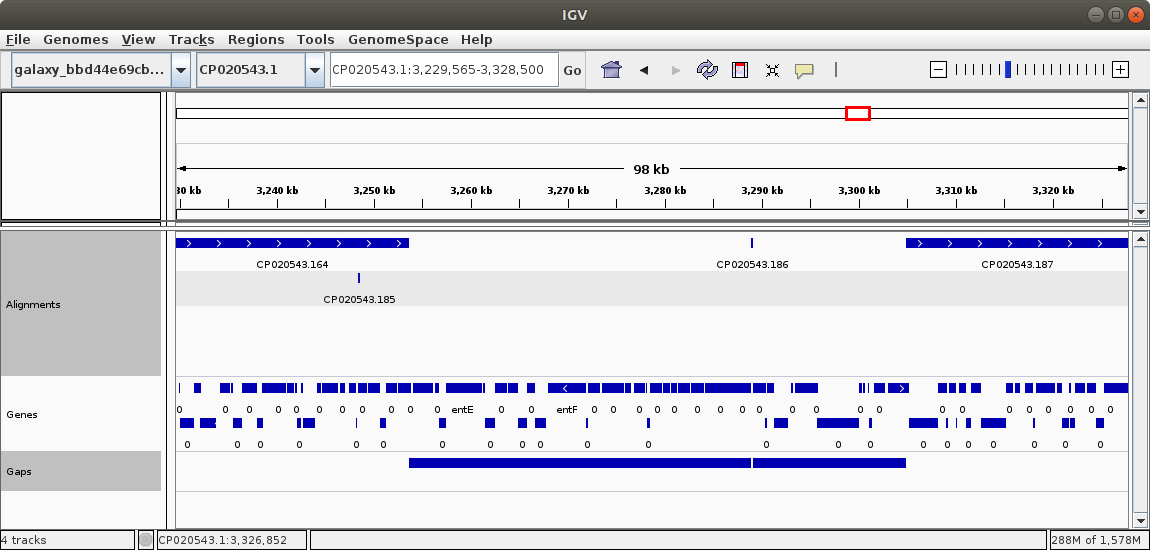 IGV
File Genomes View Tracks Regions Tools GenomeSpace Help
galaxy_bbd44e69cb... CP020543.1 CP020543.1:3,229,565-3,328,500 Go
98 kb
30 kb 3,240 kb 3,250 kb 3,260 kb 3,270 kb 3,280 kb 3,290 kb 3,300 kb 3,310 kb 3,320 kb
CP020543.164 CP020543.186 CP020543.187
CP020543.185
Alignments
0 0 0 0 0 0 0 0 0 0 entE 0 0 entF 0 0 0 0 0 0 0 0 0 0 0 0 0 0 0 0 0 0 0 0
Genes
0 0 0 0 0 0 0 0 0 0 0 0 0 0 0 0 0 0 0 0 0 0 0
Gaps
4 tracks CP020543.1:3,326,852 288M of 1,578M